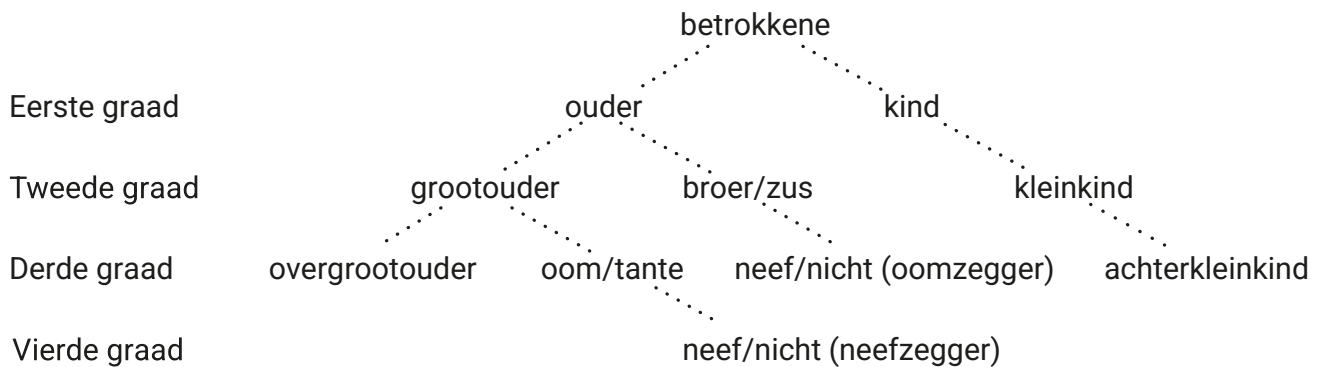 betrokkene
Eerste graad ouder kind
Tweede graad grootouder broer/zus kleinkind
Derde graad overgrootouder oom/tante neef/nicht (oomzegger) achterkleinkind
Vierde graad neef/nicht (neefzegger)